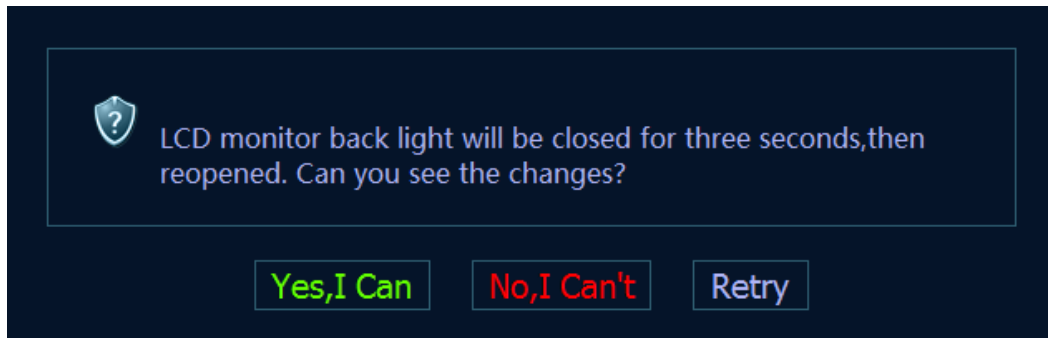 ?
LCD monitor back light will be closed for three seconds,then
reopened. Can you see the changes?
Yes,I Can
No,I Can't
Retry